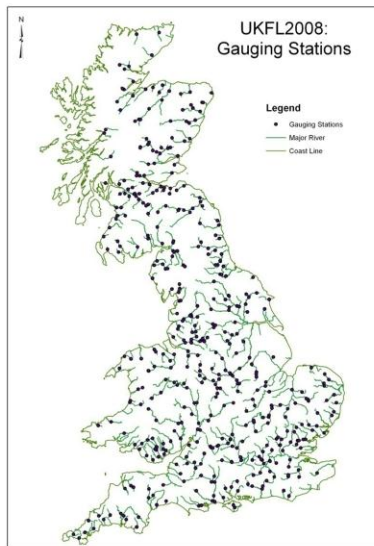 N
UKFL2008:
Gauging Stations
Legend
Gauging Stations
Major River
Coast Line